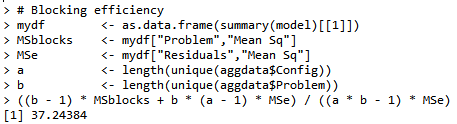 > # Blocking efficiency
> mydf     <- as.data.frame(summary(model)[[1]])
> MSblocks <- mydf["Problem","Mean Sq"]
> MSe      <- mydf["Residuals","Mean Sq"]
> a        <- length(unique(aggdata$Config))
> b        <- length(unique(aggdata$Problem))
> ((b - 1) * MSblocks + b * (a - 1) * MSe) / ((a * b - 1) * MSe)
[1] 37.24384